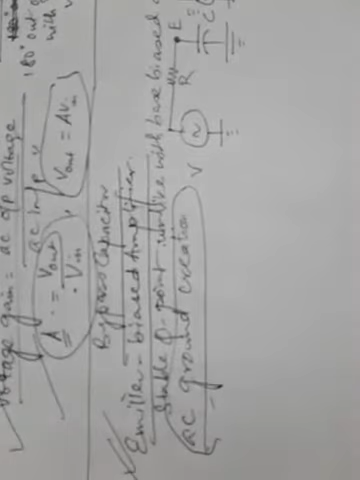 180° out of
with
voltage gain = ac o/p voltage
ac i/p v
A = Vout / Vin , Vout = AVin
Bypass Capacitor
Emitter-biased Amplifier.
Stable Q-point unlike with base biased
ac ground creation
R
E
C